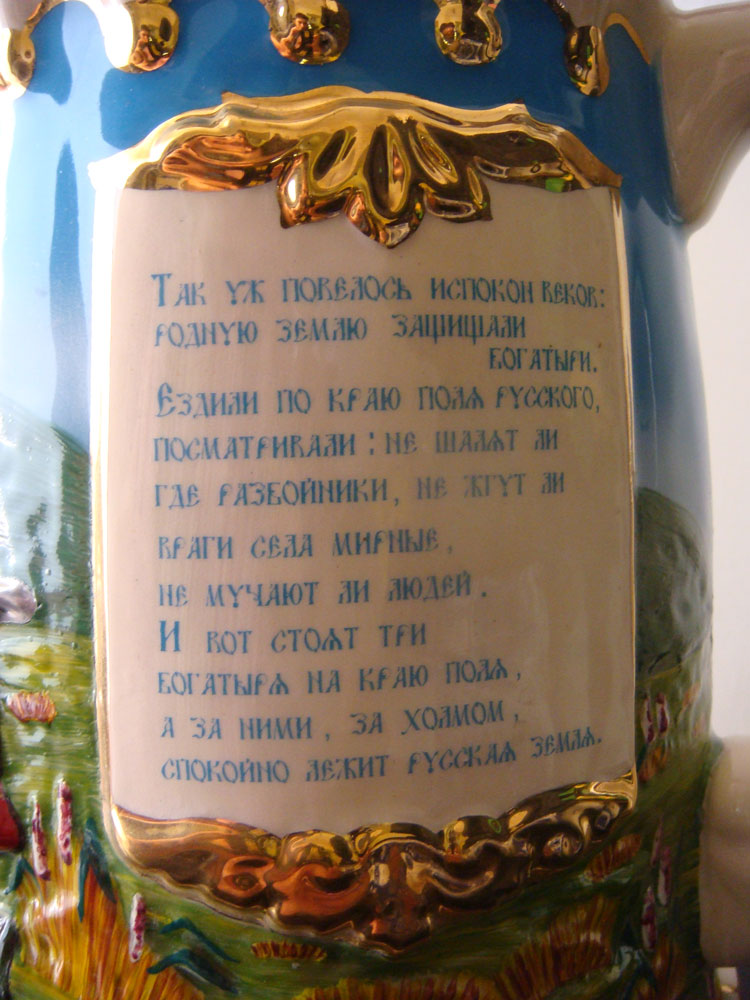 Так уж повелось испокон веков:
родную землю защищали
богатыри.
Ездили по краю поля русского,
посматривали: не шалят ли
где разбойники, не жгут ли
враги села мирные,
не мучают ли людей.
И вот стоят три
богатыря на краю поля,
а за ними, за холмом,
спокойно лежит русская земля.